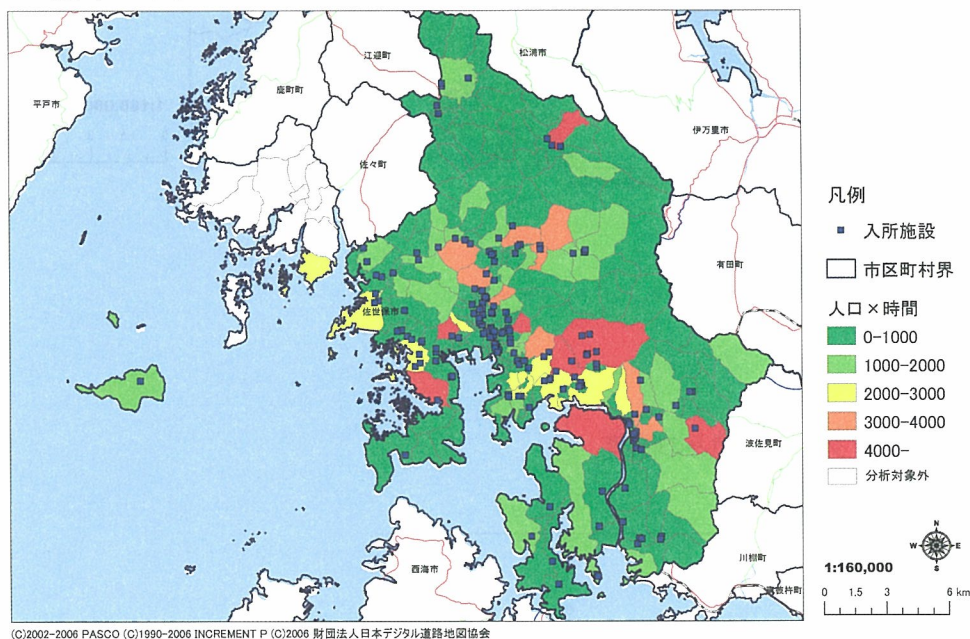 江迎町
松浦市
鹿町町
平戸市
伊万里市
佐々町
有田町
佐世保市
波佐見町
西海市
川棚町
凡例
入所施設
市区町村界
人口×時間
0-1000
1000-2000
2000-3000
3000-4000
4000-
分析対象外
N
W E
S
1:160,000
0 1.5 3 6 km
(C)2002-2006 PASCO (C)1990-2006 INCREMENT P (C)2006 財団法人日本デジタル道路地図協会